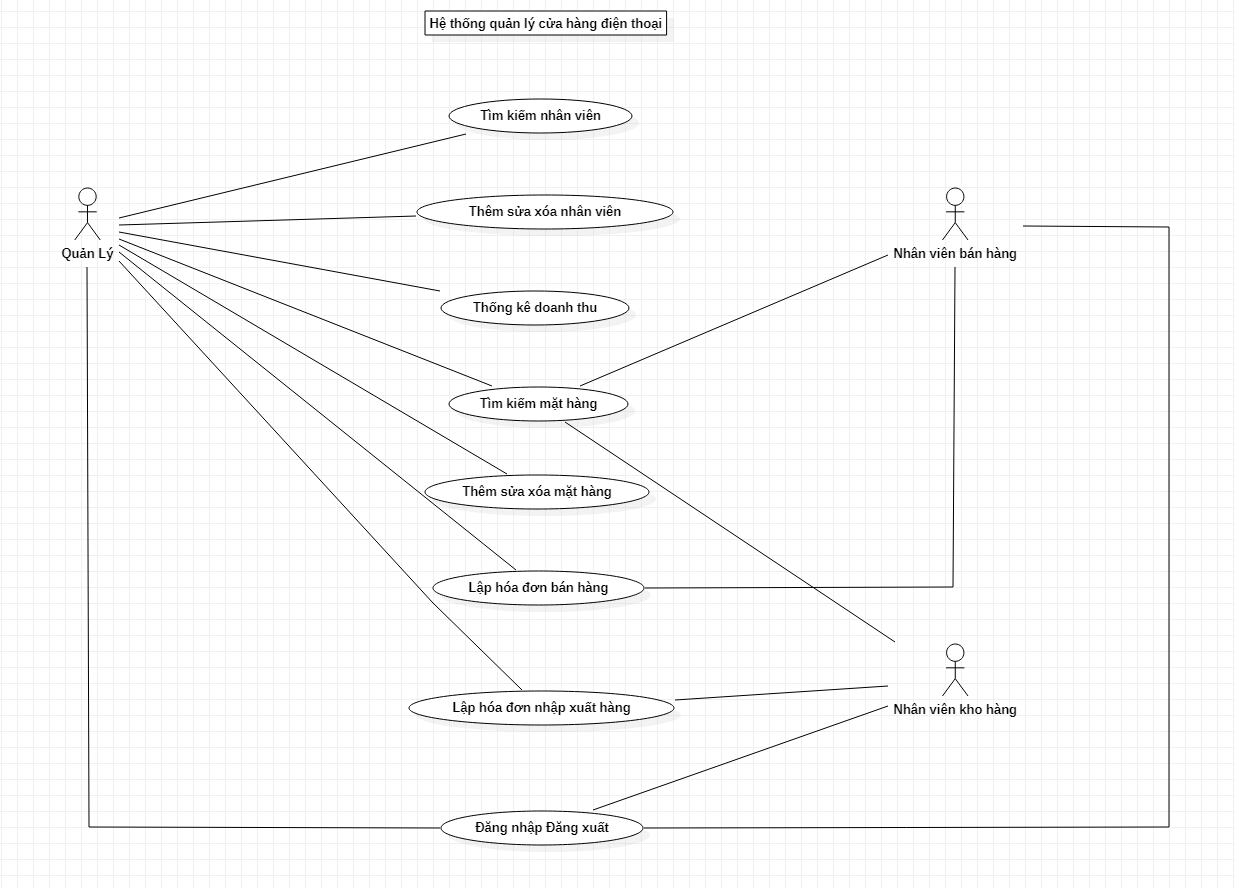 Hệ thống quản lý cửa hàng điện thoại
Tìm kiếm nhân viên
Thêm sửa xóa nhân viên
Quản Lý
Nhân viên bán hàng
Thống kê doanh thu
Tìm kiếm mặt hàng
Thêm sửa xóa mặt hàng
Lập hóa đơn bán hàng
Lập hóa đơn nhập xuất hàng
Nhân viên kho hàng
Đăng nhập Đăng xuất